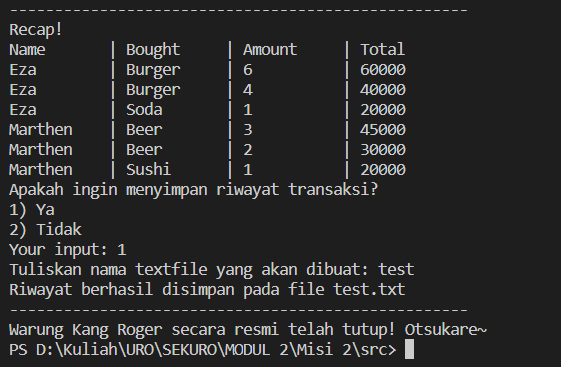 --------------------------------------------------
Recap!
Name | Bought | Amount | Total
Eza | Burger | 6 | 60000
Eza | Burger | 4 | 40000
Eza | Soda | 1 | 20000
Marthen | Beer | 3 | 45000
Marthen | Beer | 2 | 30000
Marthen | Sushi | 1 | 20000
Apakah ingin menyimpan riwayat transaksi?
1) Ya
2) Tidak
Your input: 1
Tuliskan nama textfile yang akan dibuat: test
Riwayat berhasil disimpan pada file test.txt
--------------------------------------------------
Warung Kang Roger secara resmi telah tutup! Otsukare~
PS D:\Kuliah\URO\SEKURO\MODUL 2\Misi 2\src>